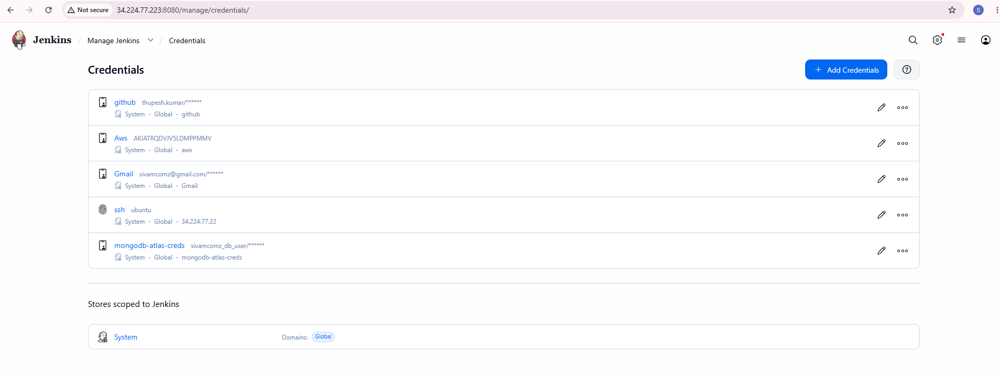 Not secure 34.224.77.223:8080/manage/credentials/
S
Jenkins / Manage Jenkins / Credentials
Credentials
+ Add Credentials
github thupesh.kumar/******
System - Global - github
Aws AKIATRQDVJV5LDMPPMMV
System - Global - aws
Gmail sivamcomz@gmail.com/******
System - Global - Gmail
ssh ubuntu
System - Global - 34.224.77.22
mongodb-atlas-creds sivamcomz_db_user/******
System - Global - mongodb-atlas-creds
Stores scoped to Jenkins
System Domains: Global